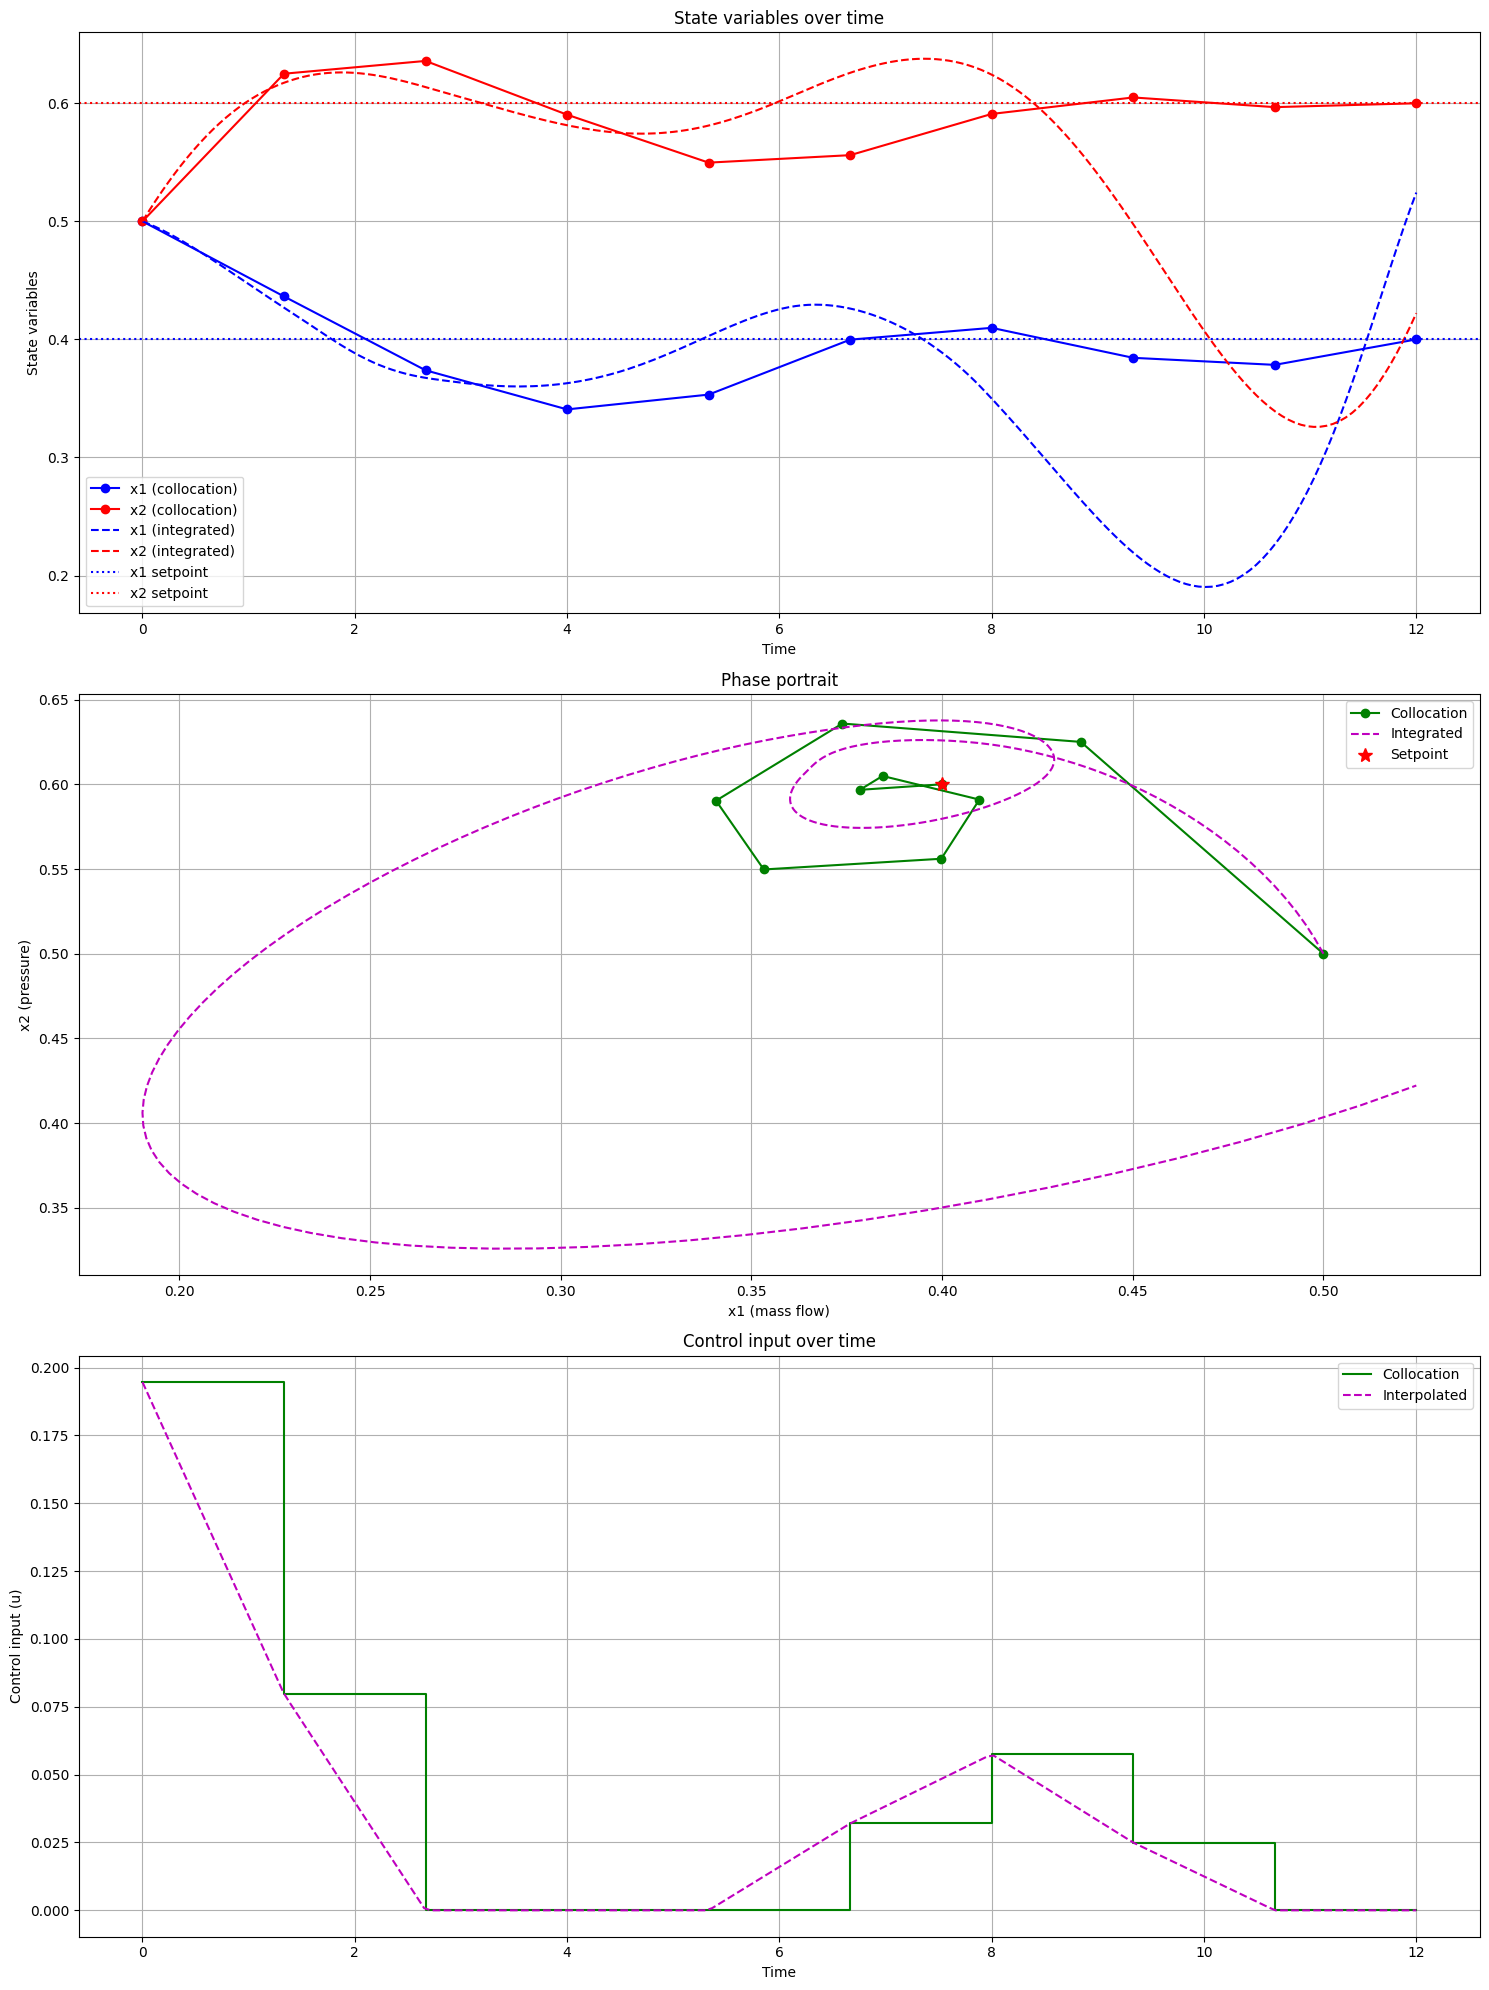 State variables over time
State variables
0.6
0.5
0.4
0.3
0.2
x1 (collocation)
x2 (collocation)
x1 (integrated)
x2 (integrated)
x1 setpoint
x2 setpoint
0 2 4 6 8 10 12
Time
Phase portrait
x2 (pressure)
0.65
0.60
0.55
0.50
0.45
0.40
0.35
Collocation
Integrated
Setpoint
0.20 0.25 0.30 0.35 0.40 0.45 0.50
x1 (mass flow)
Control input over time
Control input (u)
0.200
0.175
0.150
0.125
0.100
0.075
0.050
0.025
0.000
Collocation
Interpolated
0 2 4 6 8 10 12
Time